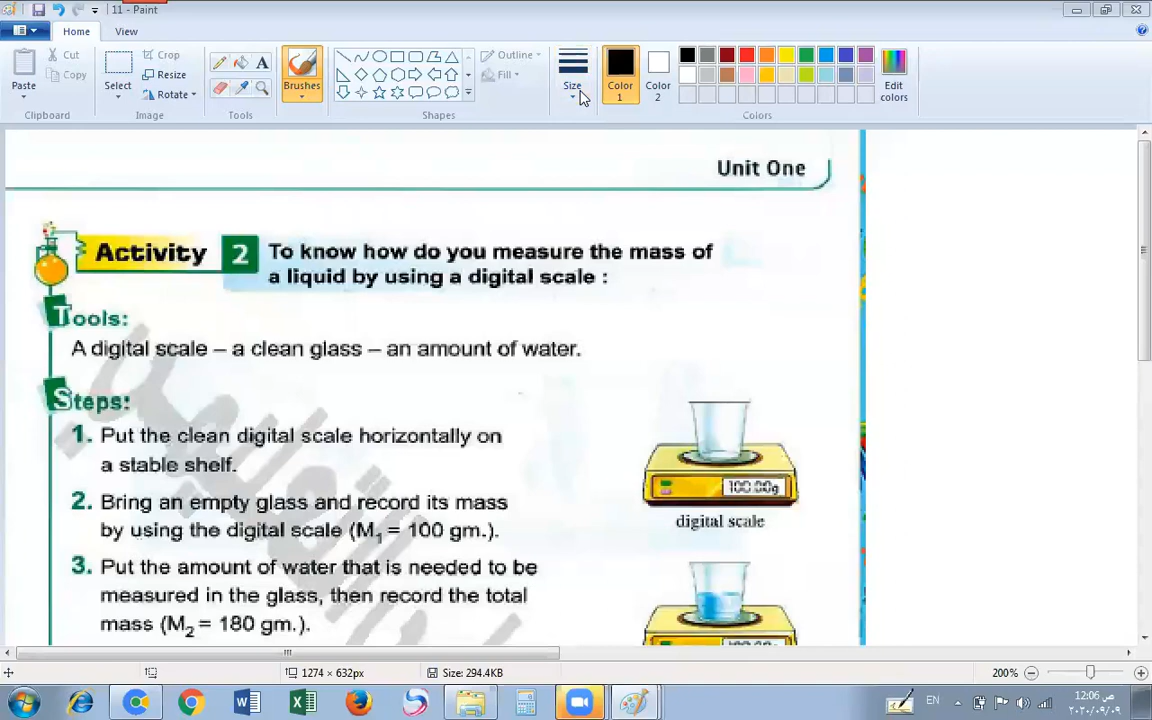 11 - Paint
Home View
Paste
Cut
Copy
Clipboard
Select
Crop
Resize
Rotate
Image
A
Tools
Brushes
Outline
Fill
Shapes
Size
Color 1
Color 2
Edit colors
Colors
Unit One
Activity 2 To know how do you measure the mass of
a liquid by using a digital scale :
Tools:
A digital scale – a clean glass – an amount of water.
Steps:
1. Put the clean digital scale horizontally on
a stable shelf.
2. Bring an empty glass and record its mass
by using the digital scale (M₁ = 100 gm.).
100.00g
digital scale
3. Put the amount of water that is needed to be
measured in the glass, then record the total
mass (M₂ = 180 gm.).
1274 × 632px
Size: 294.4KB
200%
EN
12:06 ص
٢٠٢٠/٠٩/٠٩